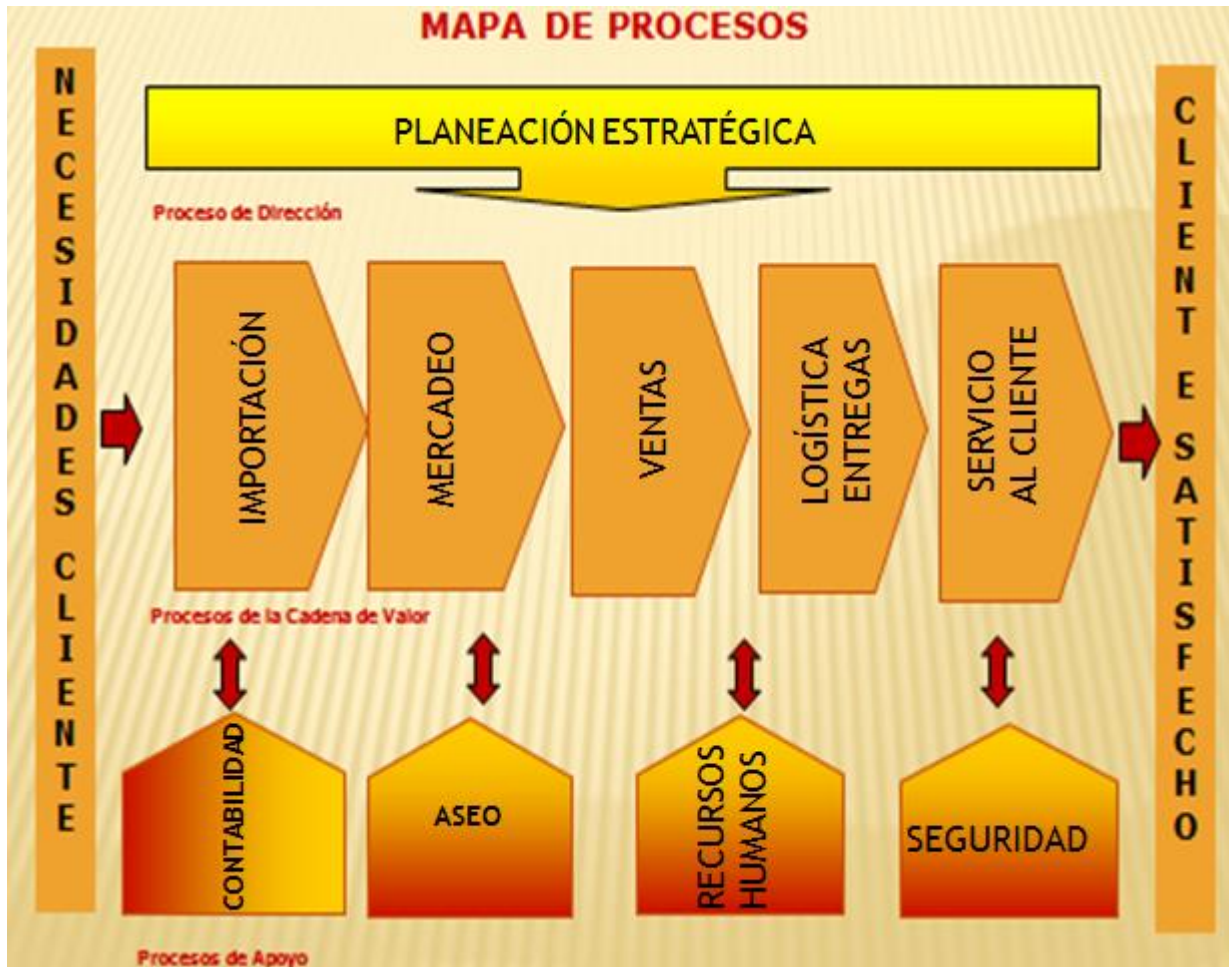 MAPA DE PROCESOS
NECESIDADES CLIENTE
PLANEACIÓN ESTRATÉGICA
Proceso de Dirección
IMPORTACIÓN
MERCADEO
VENTAS
LOGÍSTICA
ENTREGAS
SERVICIO
AL CLIENTE
Procesos de la Cadena de Valor
CONTABILIDAD
ASEO
RECURSOS
HUMANOS
SEGURIDAD
Procesos de Apoyo
CLIENTE SATISFECHO